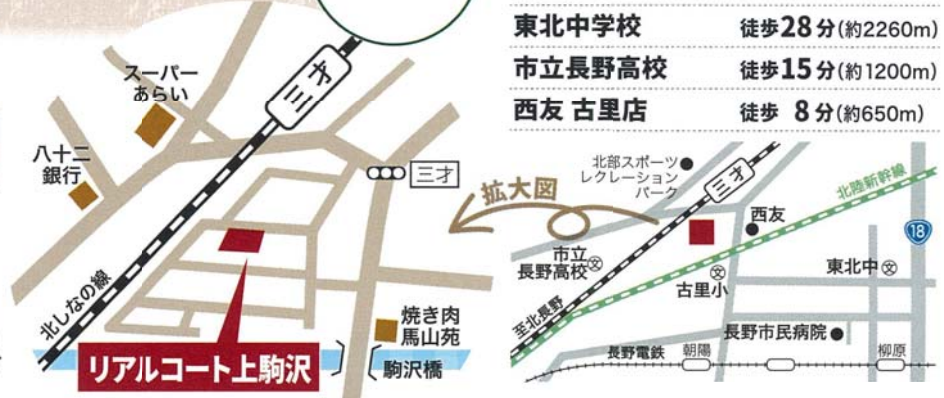 東北中学校 徒歩28分(約2260m)
市立長野高校 徒歩15分(約1200m)
西友 古里店 徒歩 8分(約650m)
三才
スーパー
あらい
八十二
銀行
三才
北しなの線
焼き肉
馬山苑
駒沢橋
リアルコート上駒沢
拡大図
北部スポーツ
レクレーション
パーク
三才
北陸新幹線
西友
18
市立
長野高校
文
文
古里小
東北中
文
至北長野
長野市民病院
長野電鉄
朝陽
柳原